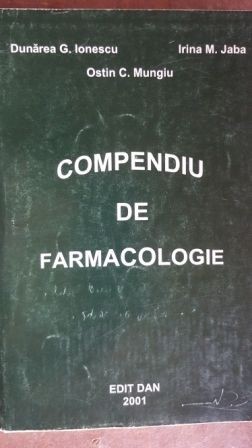 Dunărea G. Ionescu Irina M. Jaba
Ostin C. Mungiu
COMPENDIU
DE
FARMACOLOGIE
EDIT DAN
2001